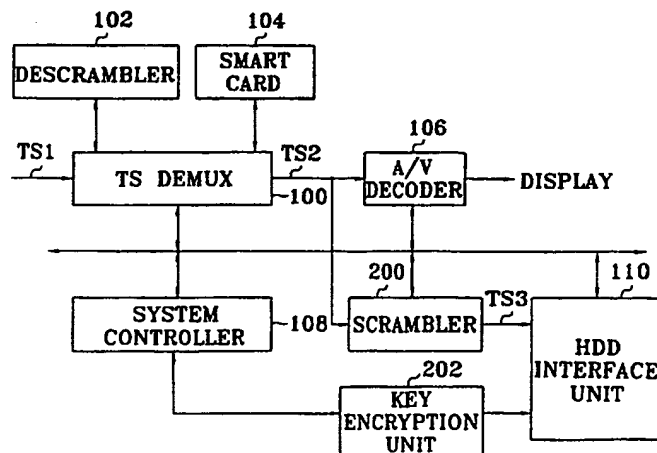 102
104
DESCRAMBLER
SMART
CARD
TS1
TS DEMUX
100
TS2
106
A/V
DECODER
DISPLAY
SYSTEM
CONTROLLER
108
200
SCRAMBLER
TS3
110
HDD
INTERFACE
UNIT
202
KEY
ENCRYPTION
UNIT